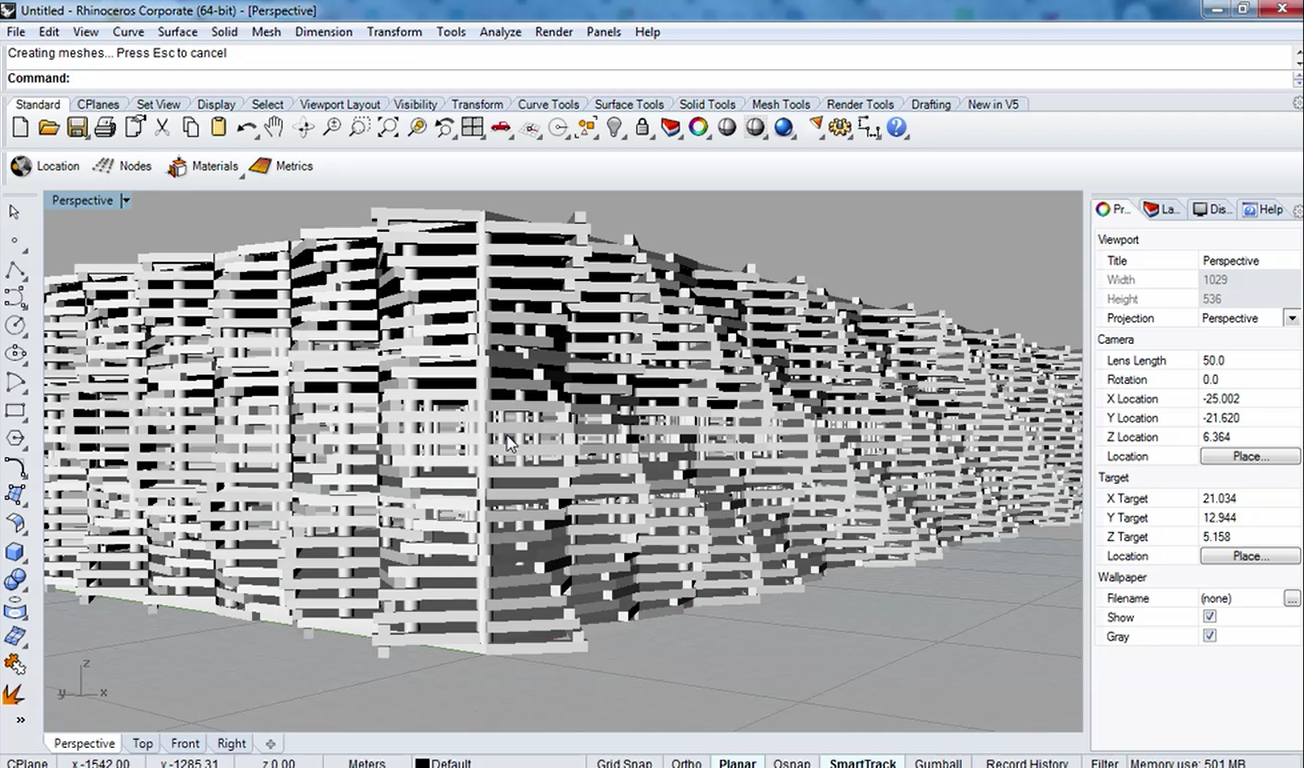 Untitled - Rhinoceros Corporate (64-bit) - [Perspective]
File Edit View Curve Surface Solid Mesh Dimension Transform Tools Analyze Render Panels Help
Creating meshes... Press Esc to cancel
Command:
Standard CPlanes Set View Display Select Viewport Layout Visibility Transform Curve Tools Surface Tools Solid Tools Mesh Tools Render Tools Drafting New in V5
Location Nodes Materials Metrics
Perspective
Pr... La... Dis... Help
Viewport
Title Perspective
Width 1029
Height 536
Projection Perspective
Camera
Lens Length 50.0
Rotation 0.0
X Location -25.002
Y Location -21.620
Z Location 6.364
Location Place...
Target
X Target 21.034
Y Target 12.944
Z Target 5.158
Location Place...
Wallpaper
Filename (none) ...
Show
Gray
z
y x
Perspective Top Front Right
CPlane x -1542.00 y -1285.31 z 0.00 Meters Default Grid Snap Ortho Planar Osnap SmartTrack Gumball Record History Filter Memory use: 501 MB